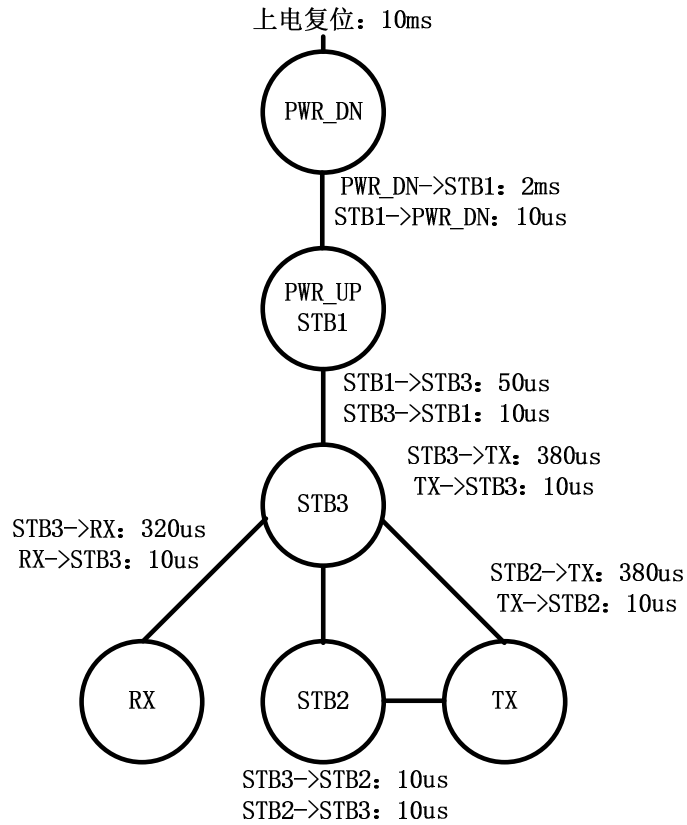 上电复位：10ms
PWR_DN
PWR_DN->STB1：2ms
STB1->PWR_DN：10us
PWR_UP
STB1
STB1->STB3：50us
STB3->STB1：10us
STB3->TX：380us
TX->STB3：10us
STB3
STB3->RX：320us
RX->STB3：10us
STB2->TX：380us
TX->STB2：10us
RX
STB2
TX
STB3->STB2：10us
STB2->STB3：10us